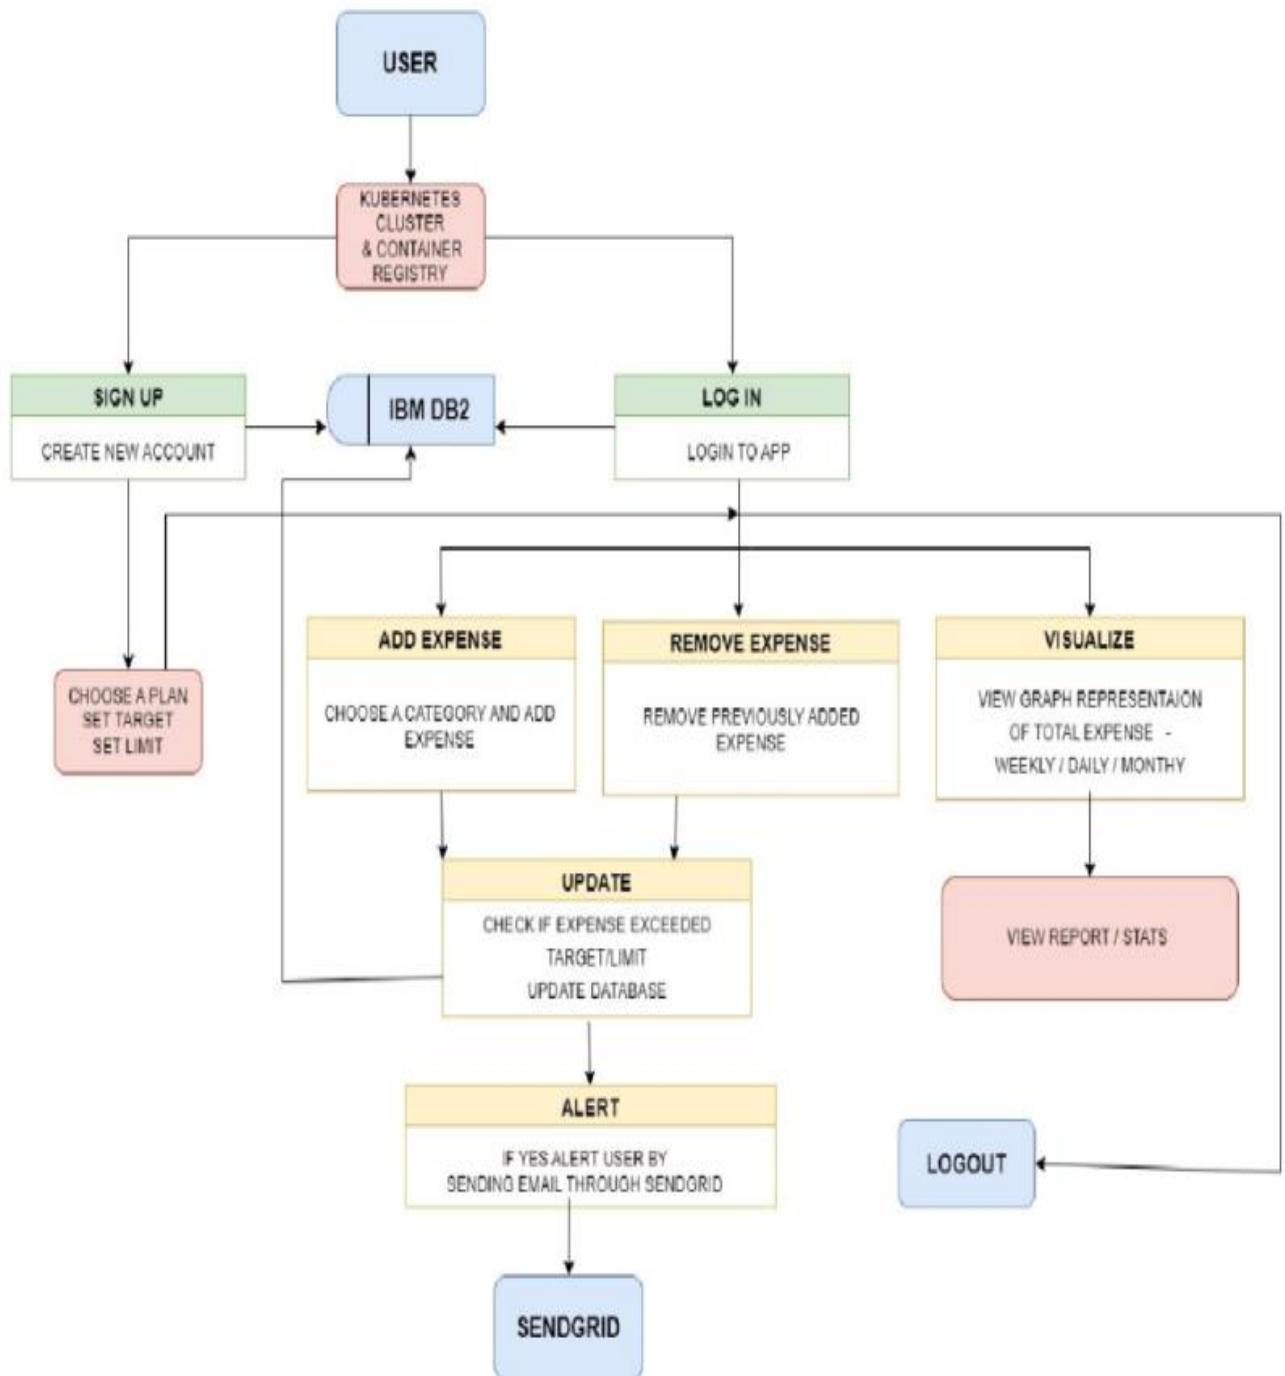 USER
KUBERNETES
CLUSTER
& CONTAINER
REGISTRY
SIGN UP
CREATE NEW ACCOUNT
IBM DB2
LOG IN
LOGIN TO APP
CHOOSE A PLAN
SET TARGET
SET LIMIT
ADD EXPENSE
CHOOSE A CATEGORY AND ADD
EXPENSE
REMOVE EXPENSE
REMOVE PREVIOUSLY ADDED
EXPENSE
VISUALIZE
VIEW GRAPH REPRESENTAION
OF TOTAL EXPENSE -
WEEKLY / DAILY / MONTHY
UPDATE
CHECK IF EXPENSE EXCEEDED
TARGET/LIMIT
UPDATE DATABASE
VIEW REPORT / STATS
ALERT
IF YES ALERT USER BY
SENDING EMAIL THROUGH SENDGRID
LOGOUT
SENDGRID